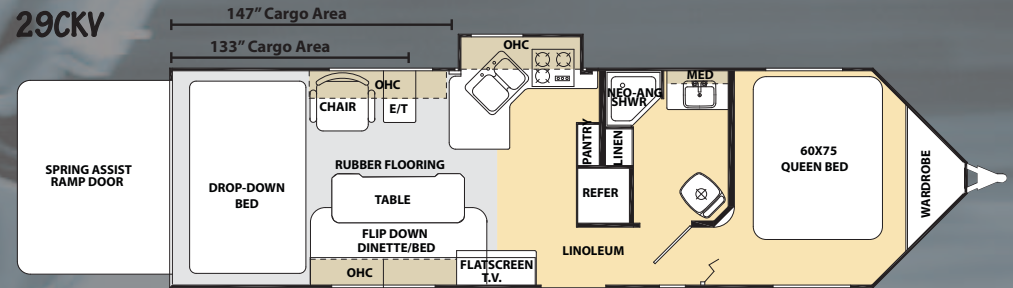 29CKV
147” Cargo Area
133” Cargo Area
OHC
OHC
MED
NEO-ANG
SHWR
CHAIR
E/T
PANTRY
LINEN
SPRING ASSIST
RAMP DOOR
DROP-DOWN
BED
RUBBER FLOORING
TABLE
REFER
60X75
QUEEN BED
WARDROBE
FLIP DOWN
DINETTE/BED
LINOLEUM
OHC
FLATSCREEN
T.V.